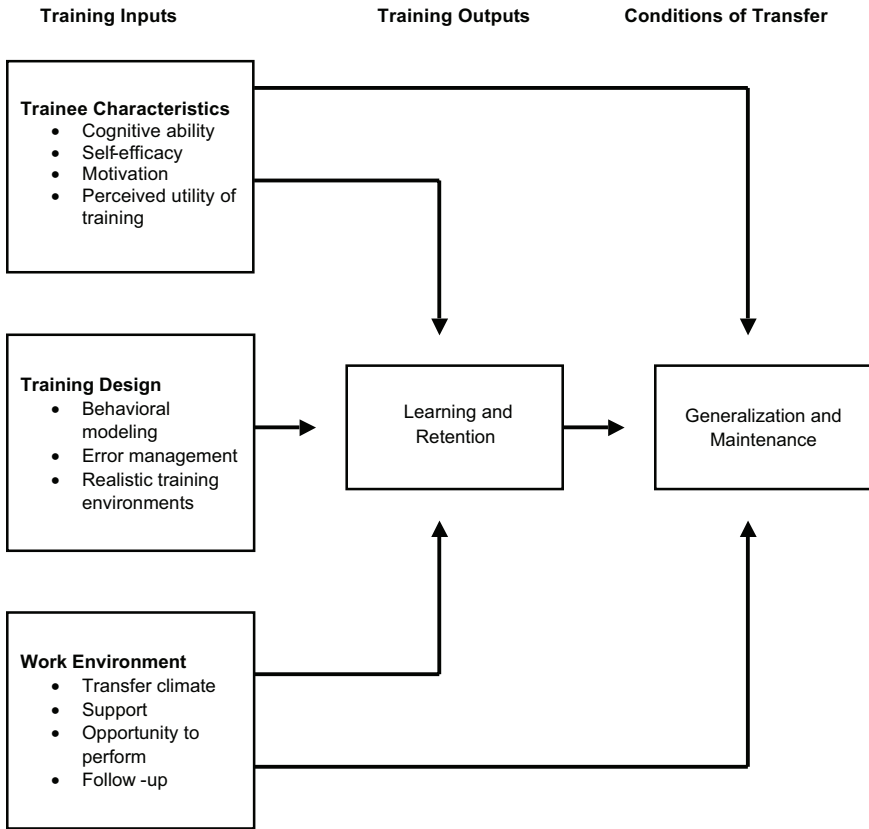 Training Inputs
Training Outputs
Conditions of Transfer
Trainee Characteristics
• Cognitive ability
• Self-efficacy
• Motivation
• Perceived utility of
training
Training Design
• Behavioral
modeling
• Error management
• Realistic training
environments
Learning and
Retention
Generalization and
Maintenance
Work Environment
• Transfer climate
• Support
• Opportunity to
perform
• Follow -up